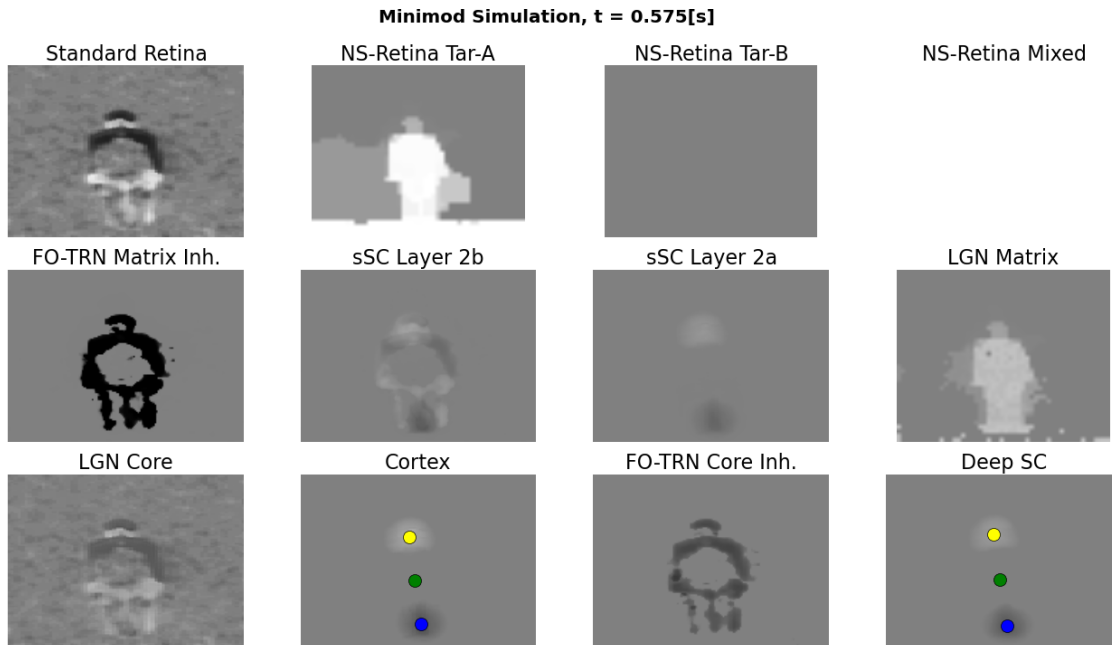 Minimod Simulation, t = 0.575[s]
Standard Retina
NS-Retina Tar-A
NS-Retina Tar-B
NS-Retina Mixed
FO-TRN Matrix Inh.
sSC Layer 2b
sSC Layer 2a
LGN Matrix
LGN Core
Cortex
FO-TRN Core Inh.
Deep SC